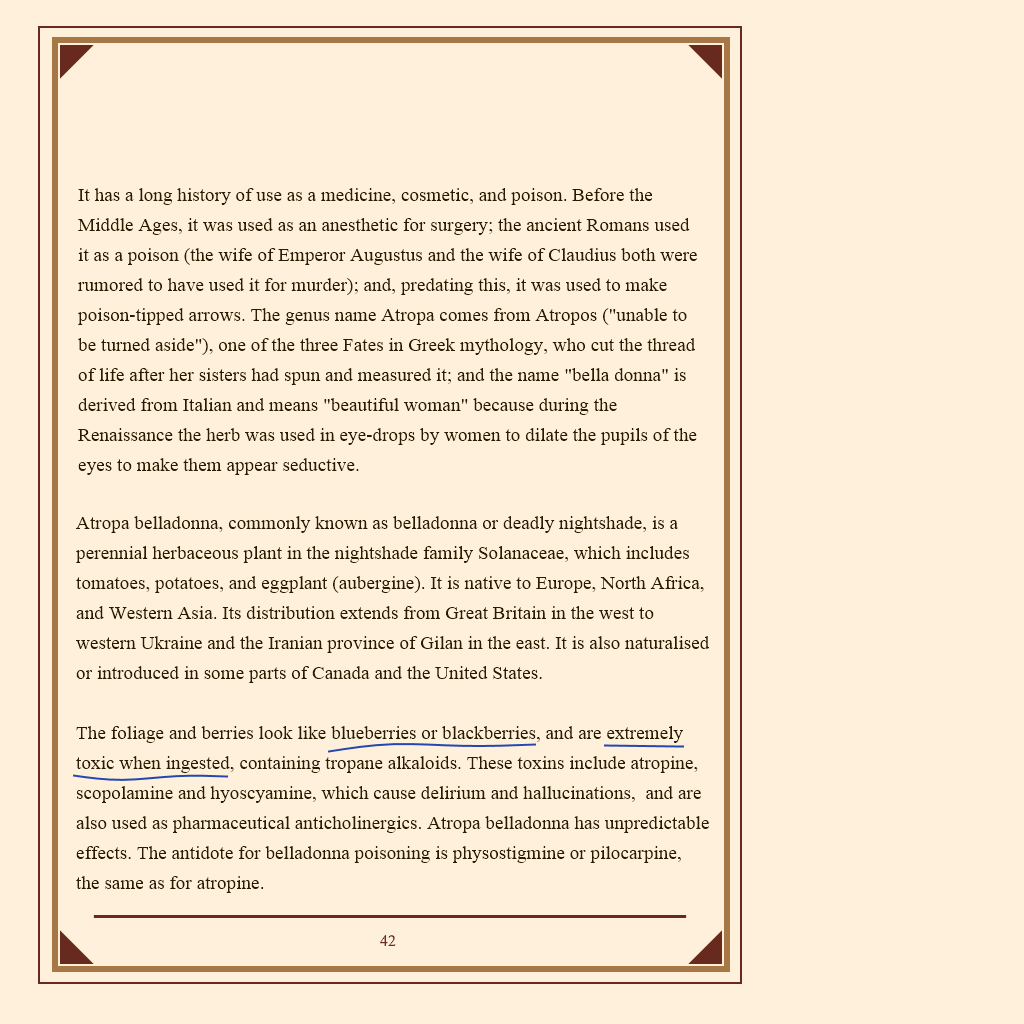 It has a long history of use as a medicine, cosmetic, and poison. Before the
Middle Ages, it was used as an anesthetic for surgery; the ancient Romans used
it as a poison (the wife of Emperor Augustus and the wife of Claudius both were
rumored to have used it for murder); and, predating this, it was used to make
poison-tipped arrows. The genus name Atropa comes from Atropos ("unable to
be turned aside"), one of the three Fates in Greek mythology, who cut the thread
of life after her sisters had spun and measured it; and the name "bella donna" is
derived from Italian and means "beautiful woman" because during the
Renaissance the herb was used in eye-drops by women to dilate the pupils of the
eyes to make them appear seductive.
Atropa belladonna, commonly known as belladonna or deadly nightshade, is a
perennial herbaceous plant in the nightshade family Solanaceae, which includes
tomatoes, potatoes, and eggplant (aubergine). It is native to Europe, North Africa,
and Western Asia. Its distribution extends from Great Britain in the west to
western Ukraine and the Iranian province of Gilan in the east. It is also naturalised
or introduced in some parts of Canada and the United States.
The foliage and berries look like blueberries or blackberries, and are extremely
toxic when ingested, containing tropane alkaloids. These toxins include atropine,
scopolamine and hyoscyamine, which cause delirium and hallucinations,  and are
also used as pharmaceutical anticholinergics. Atropa belladonna has unpredictable
effects. The antidote for belladonna poisoning is physostigmine or pilocarpine,
the same as for atropine.
42